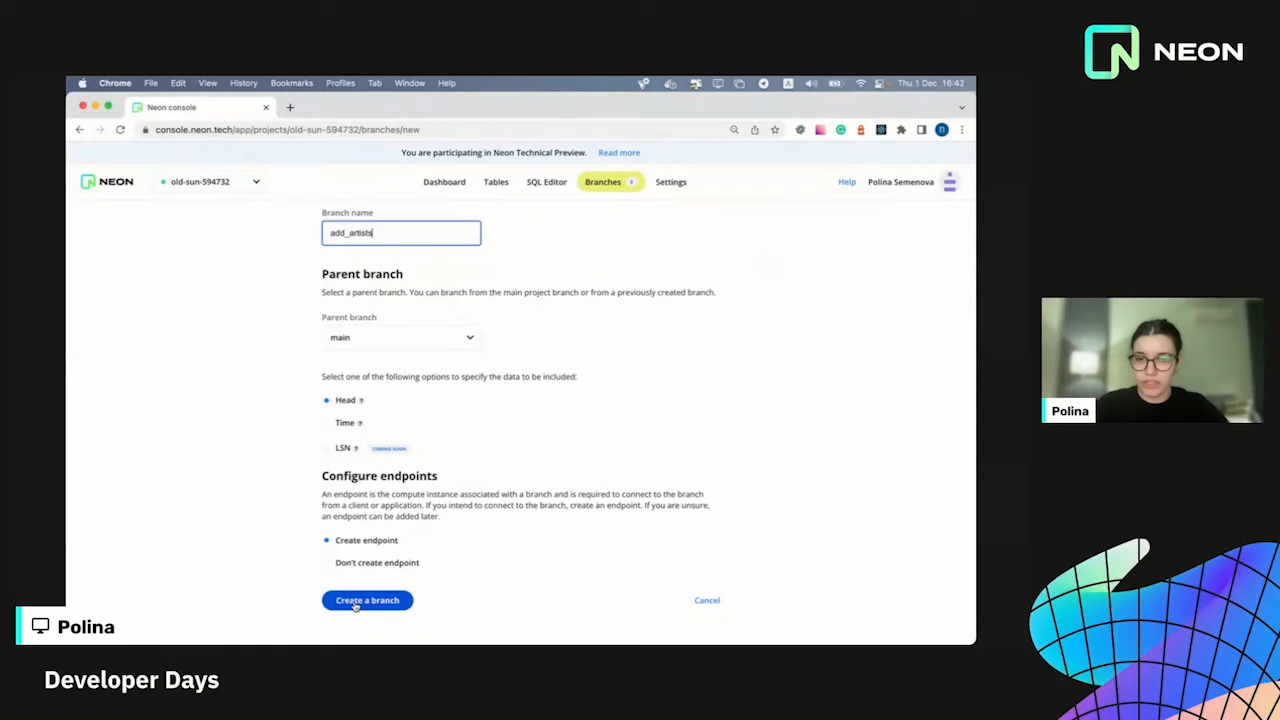 NEON
Chrome File Edit View History Bookmarks Profiles Tab Window Help
A
Thu 1 Dec 16:42
Neon console
console.neon.tech/app/projects/old-sun-594732/branches/new
You are participating in Neon Technical Preview. Read more
NEON
old-sun-594732
Dashboard Tables SQL Editor Branches Settings
Help Polina Semenova
Branch name
add_artists
Parent branch
Select a parent branch. You can branch from the main project branch or from a previously created branch.
Parent branch
main
Select one of the following options to specify the data to be included:
Head ?
Time ?
LSN ? COMING SOON
Configure endpoints
An endpoint is the compute instance associated with a branch and is required to connect to the branch
from a client or application. If you intend to connect to the branch, create an endpoint. If you are unsure,
an endpoint can be added later.
Create endpoint
Don't create endpoint
Create a branch
Cancel
Polina
Polina
Developer Days